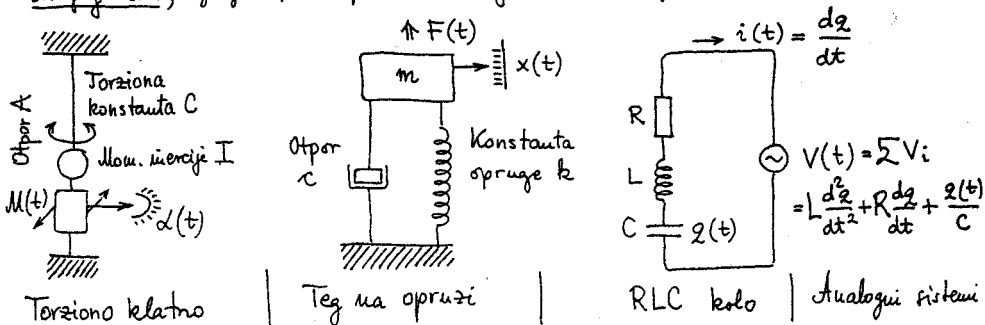 ⇑ F(t)
→ i(t) = dq/dt
Torziona
konstanta C
m
x(t)
Otpor A
R
Mom. inercije I
Otpor
c
Konstanta
opruge k
L
V(t) = ΣVi
= L d²q/dt² + R dq/dt + q(t)/C
M(t)
α(t)
C
q(t)
Torziono klatno | Teg na opruzi | RLC kolo | Analogni sistemi